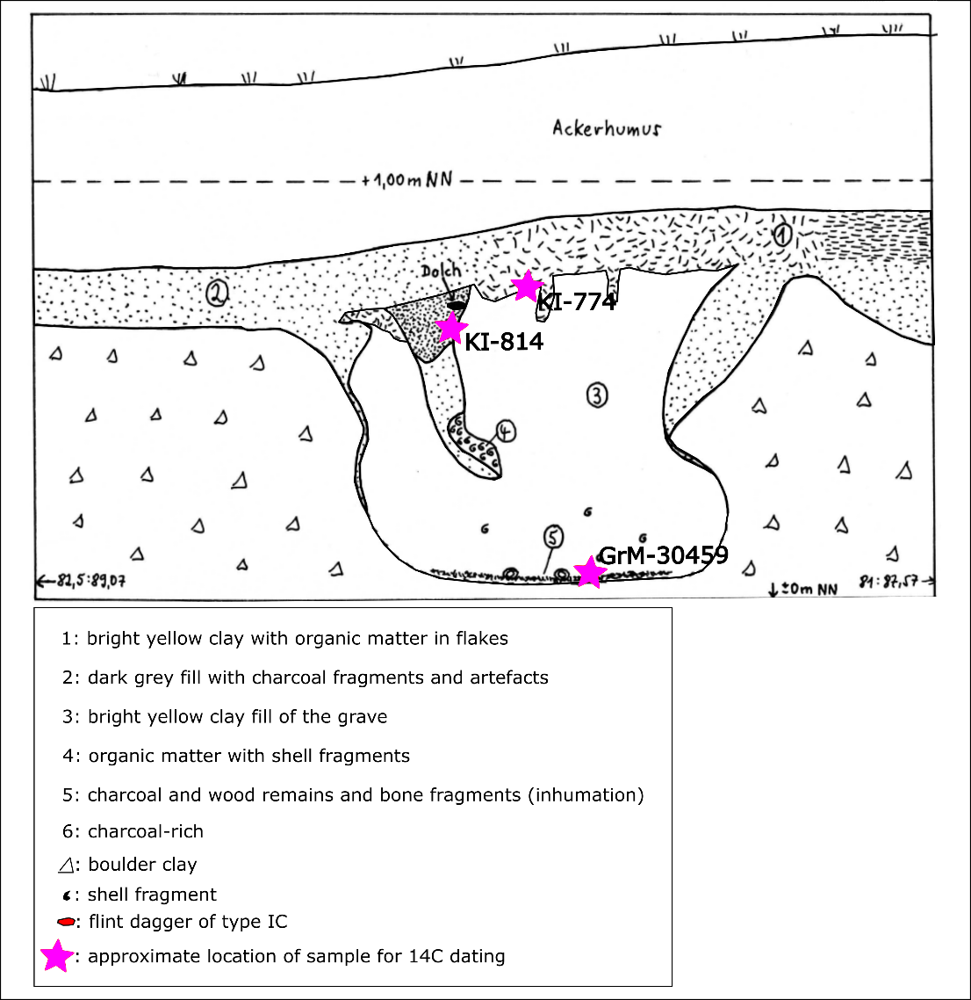 Ackerhumus
+1,00 m NN
1
Dolch
2
KI-774
KI-814
3
4
5
GrM-30459
←82,5:89,07
81:87,57→
↓±0m NN
1: bright yellow clay with organic matter in flakes
2: dark grey fill with charcoal fragments and artefacts
3: bright yellow clay fill of the grave
4: organic matter with shell fragments
5: charcoal and wood remains and bone fragments (inhumation)
6: charcoal-rich
: boulder clay
: shell fragment
: flint dagger of type IC
: approximate location of sample for 14C dating